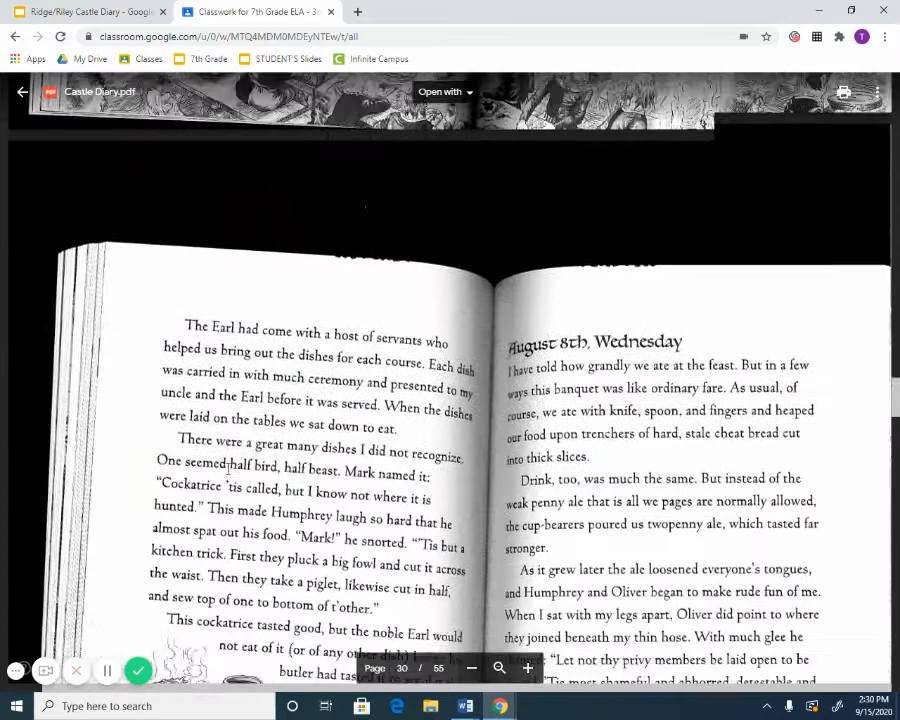 Ridge/Riley Castle Diary - Google
Classwork for 7th Grade ELA - 3r
classroom.google.com/u/0/w/MTQ4MDM0MDEyNTEw/t/all
Apps
My Drive
Classes
7th Grade
STUDENT'S Slides
Infinite Campus
Castle Diary.pdf
Open with
The Earl had come with a host of servants who
helped us bring out the dishes for each course. Each dish
was carried in with much ceremony and presented to my
uncle and the Earl before it was served. When the dishes
were laid on the tables we sat down to eat.
There were a great many dishes I did not recognize.
One seemed half bird, half beast. Mark named it:
"Cockatrice 'tis called, but I know not where it is
hunted." This made Humphrey laugh so hard that he
almost spat out his food. "Mark!" he snorted. "'Tis but a
kitchen trick. First they pluck a big fowl and cut it across
the waist. Then they take a piglet, likewise cut in half,
and sew top of one to bottom of t'other."
This cockatrice tasted good, but the noble Earl would
not eat of it (or of any other dish)
butler had tasted it
August 8th, Wednesday
I have told how grandly we ate at the feast. But in a few
ways this banquet was like ordinary fare. As usual, of
course, we ate with knife, spoon, and fingers and heaped
our food upon trenchers of hard, stale cheat bread cut
into thick slices.
Drink, too, was much the same. But instead of the
weak penny ale that is all we pages are normally allowed,
the cup-bearers poured us twopenny ale, which tasted far
stronger.
As it grew later the ale loosened everyone's tongues,
and Humphrey and Oliver began to make rude fun of me.
When I sat with my legs apart, Oliver did point to where
they joined beneath my thin hose. With much glee he
"Let not thy privy members be laid open to be
'Tis most shameful and abhorred, detestable and
Page 30 / 55
Type here to search
2:30 PM
9/15/2020